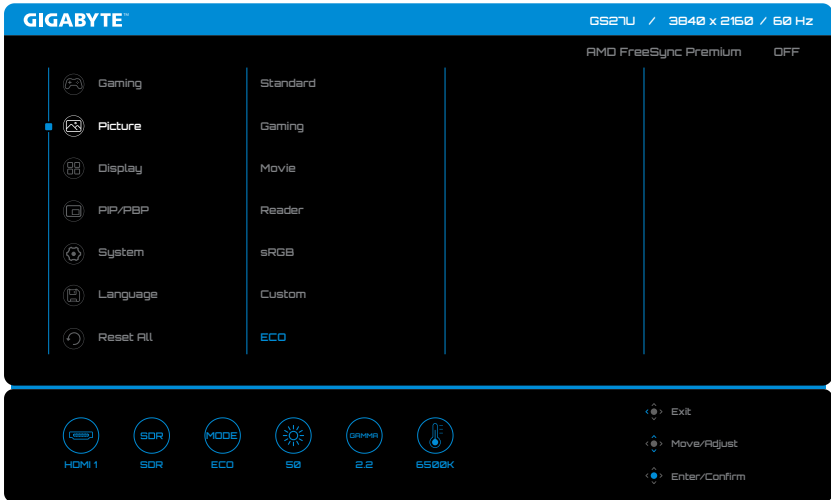 GIGABYTE™
GS27U / 3840 x 2160 / 60 Hz
AMD FreeSync Premium OFF
Gaming
Picture
Display
PIP/PBP
System
Language
Reset All
Standard
Gaming
Movie
Reader
sRGB
Custom
ECO
SDR
MODE
GAMMA
HDMI 1
SDR
ECO
50
2.2
6500K
Exit
Move/Adjust
Enter/Confirm